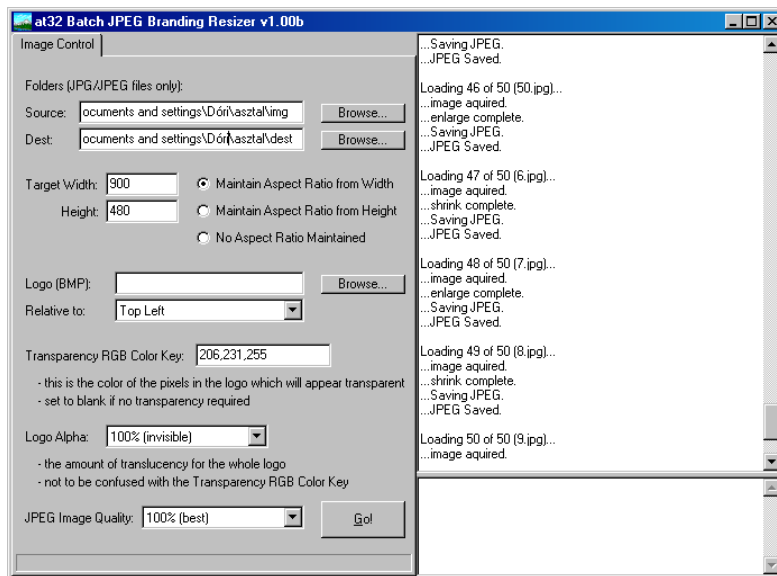 at32 Batch JPEG Branding Resizer v1.00b
Image Control
Folders (JPG/JPEG files only):
Source: ocuments and settings\Dóri\asztal\img Browse...
Dest: ocuments and settings\Dóri\asztal\dest Browse...
Target Width: 900 Maintain Aspect Ratio from Width
Height: 480 Maintain Aspect Ratio from Height
No Aspect Ratio Maintained
Logo (BMP): Browse...
Relative to: Top Left
Transparency RGB Color Key: 206,231,255
- this is the color of the pixels in the logo which will appear transparent
- set to blank if no transparency required
Logo Alpha: 100% (invisible)
- the amount of translucency for the whole logo
- not to be confused with the Transparency RGB Color Key
JPEG Image Quality: 100% (best) Go!
...Saving JPEG.
...JPEG Saved.
Loading 46 of 50 (50.jpg)...
...image aquired.
...enlarge complete.
...Saving JPEG.
...JPEG Saved.
Loading 47 of 50 (6.jpg)...
...image aquired.
...shrink complete.
...Saving JPEG.
...JPEG Saved.
Loading 48 of 50 (7.jpg)...
...image aquired.
...enlarge complete.
...Saving JPEG.
...JPEG Saved.
Loading 49 of 50 (8.jpg)...
...image aquired.
...shrink complete.
...Saving JPEG.
...JPEG Saved.
Loading 50 of 50 (9.jpg)...
...image aquired.